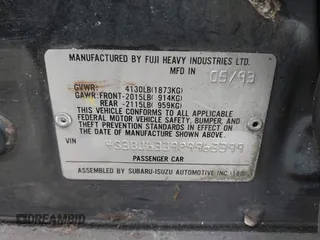 MANUFACTURED BY FUJI HEAVY INDUSTRIES LTD.
MFD IN 05/93
GVWR: 4130LB(1873KG)
GAWR:FRONT-2015LB( 914KG)
REAR -2115LB( 959KG)
THIS VEHICLE CONFORMS TO ALL APPLICABLE
FEDERAL MOTOR VEHICLE SAFETY, BUMPER, AND
THEFT PREVENTION STANDARDS IN EFFECT ON THE
DATE OF MANUFACTURE SHOWN ABOVE.
VIN
PASSENGER CAR
ASSEMBLED BY SUBARU-ISUZU AUTOMOTIVE INC.
DREAMBID